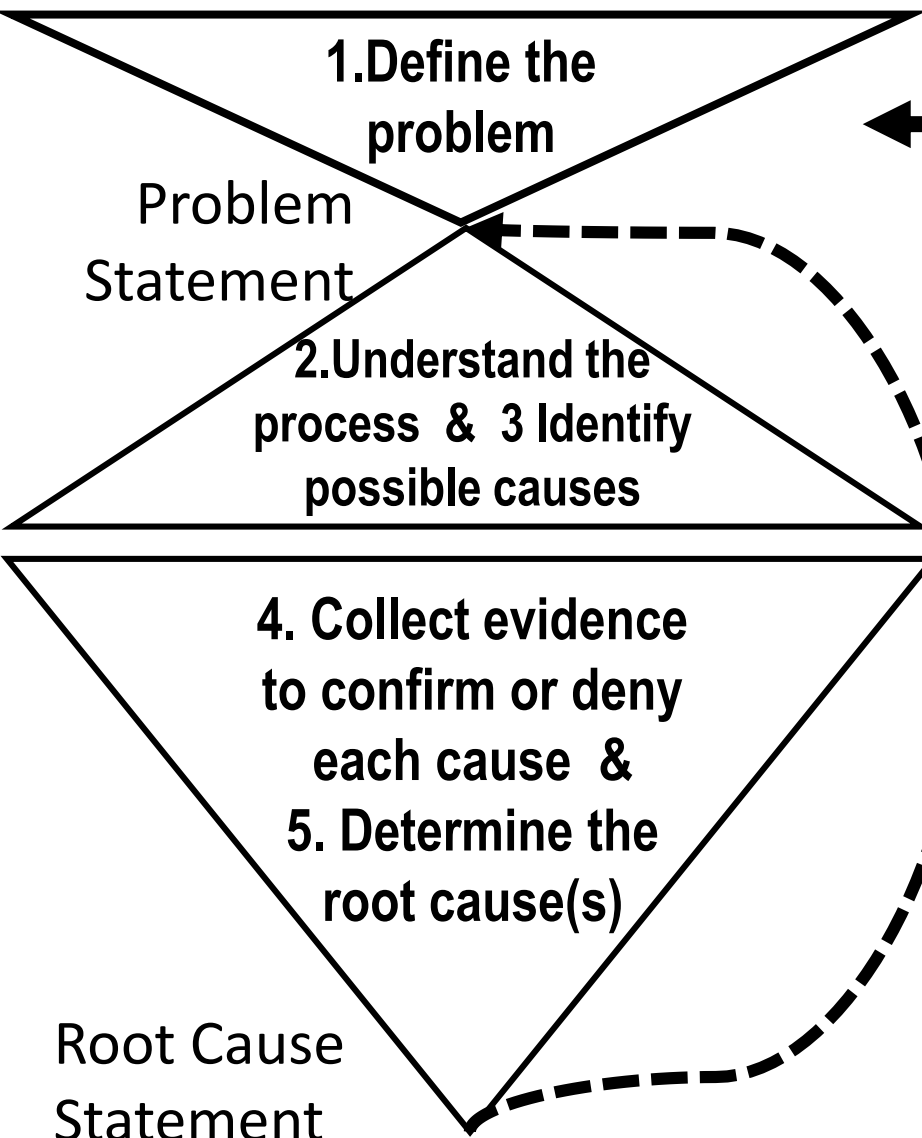 1.Define the
problem
Problem
Statement
2.Understand the
process & 3 Identify
possible causes
4. Collect evidence
to confirm or deny
each cause &
5. Determine the
root cause(s)
Root Cause
Statement